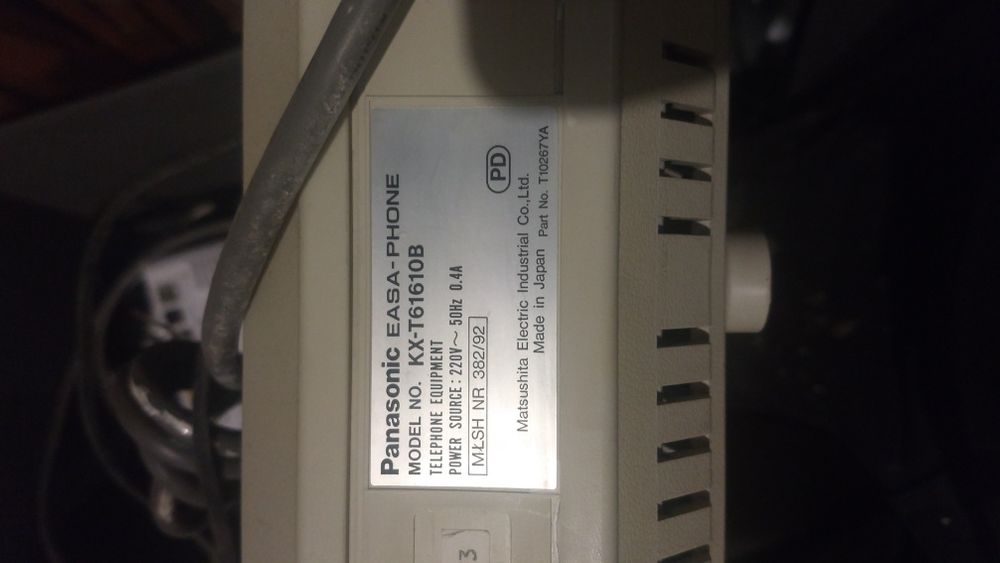 Panasonic EASA-PHONE
MODEL NO. KX-T61610B
TELEPHONE EQUIPMENT
POWER SOURCE: 220V~ 50Hz 0.4A
MŁSH NR 382/92
PD
Matsushita Electric Industrial Co.,Ltd.
Made in Japan Part No. T10267YA
3